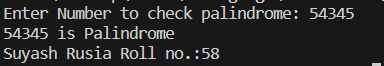 Enter Number to check palindrome: 54345
54345 is Palindrome
Suyash Rusia Roll no.:58